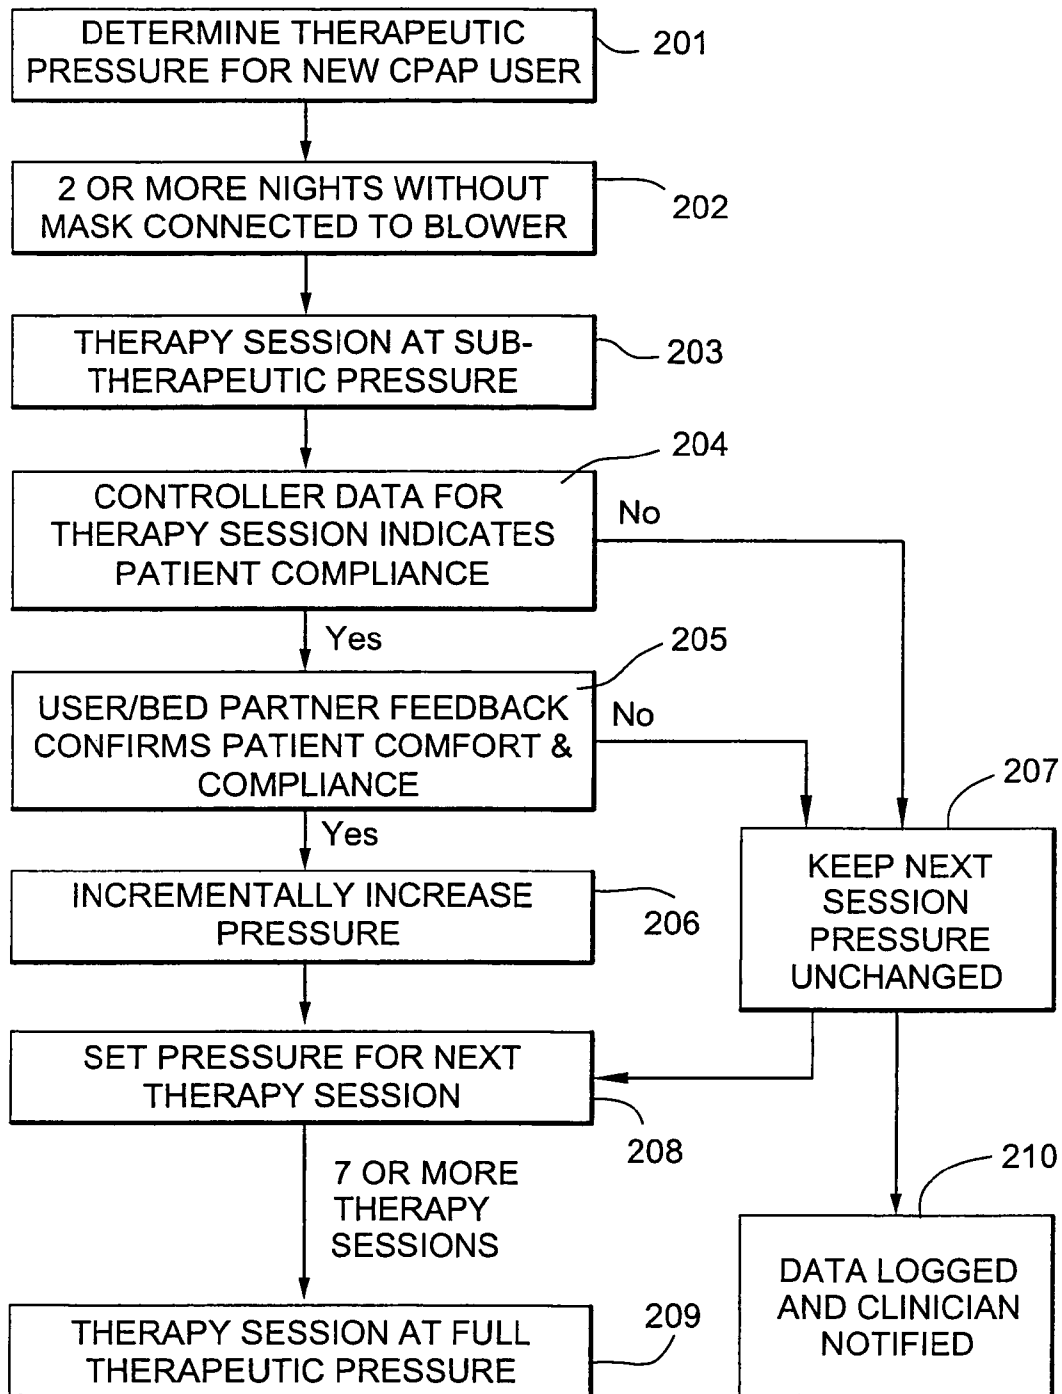 DETERMINE THERAPEUTIC
PRESSURE FOR NEW CPAP USER
201
2 OR MORE NIGHTS WITHOUT
MASK CONNECTED TO BLOWER
202
THERAPY SESSION AT SUB-
THERAPEUTIC PRESSURE
203
204
CONTROLLER DATA FOR
THERAPY SESSION INDICATES
PATIENT COMPLIANCE
No
Yes
205
USER/BED PARTNER FEEDBACK
CONFIRMS PATIENT COMFORT &
COMPLIANCE
No
Yes
207
KEEP NEXT
SESSION
PRESSURE
UNCHANGED
INCREMENTALLY INCREASE
PRESSURE
206
SET PRESSURE FOR NEXT
THERAPY SESSION
208
7 OR MORE
THERAPY
SESSIONS
210
DATA LOGGED
AND CLINICIAN
NOTIFIED
THERAPY SESSION AT FULL
THERAPEUTIC PRESSURE
209